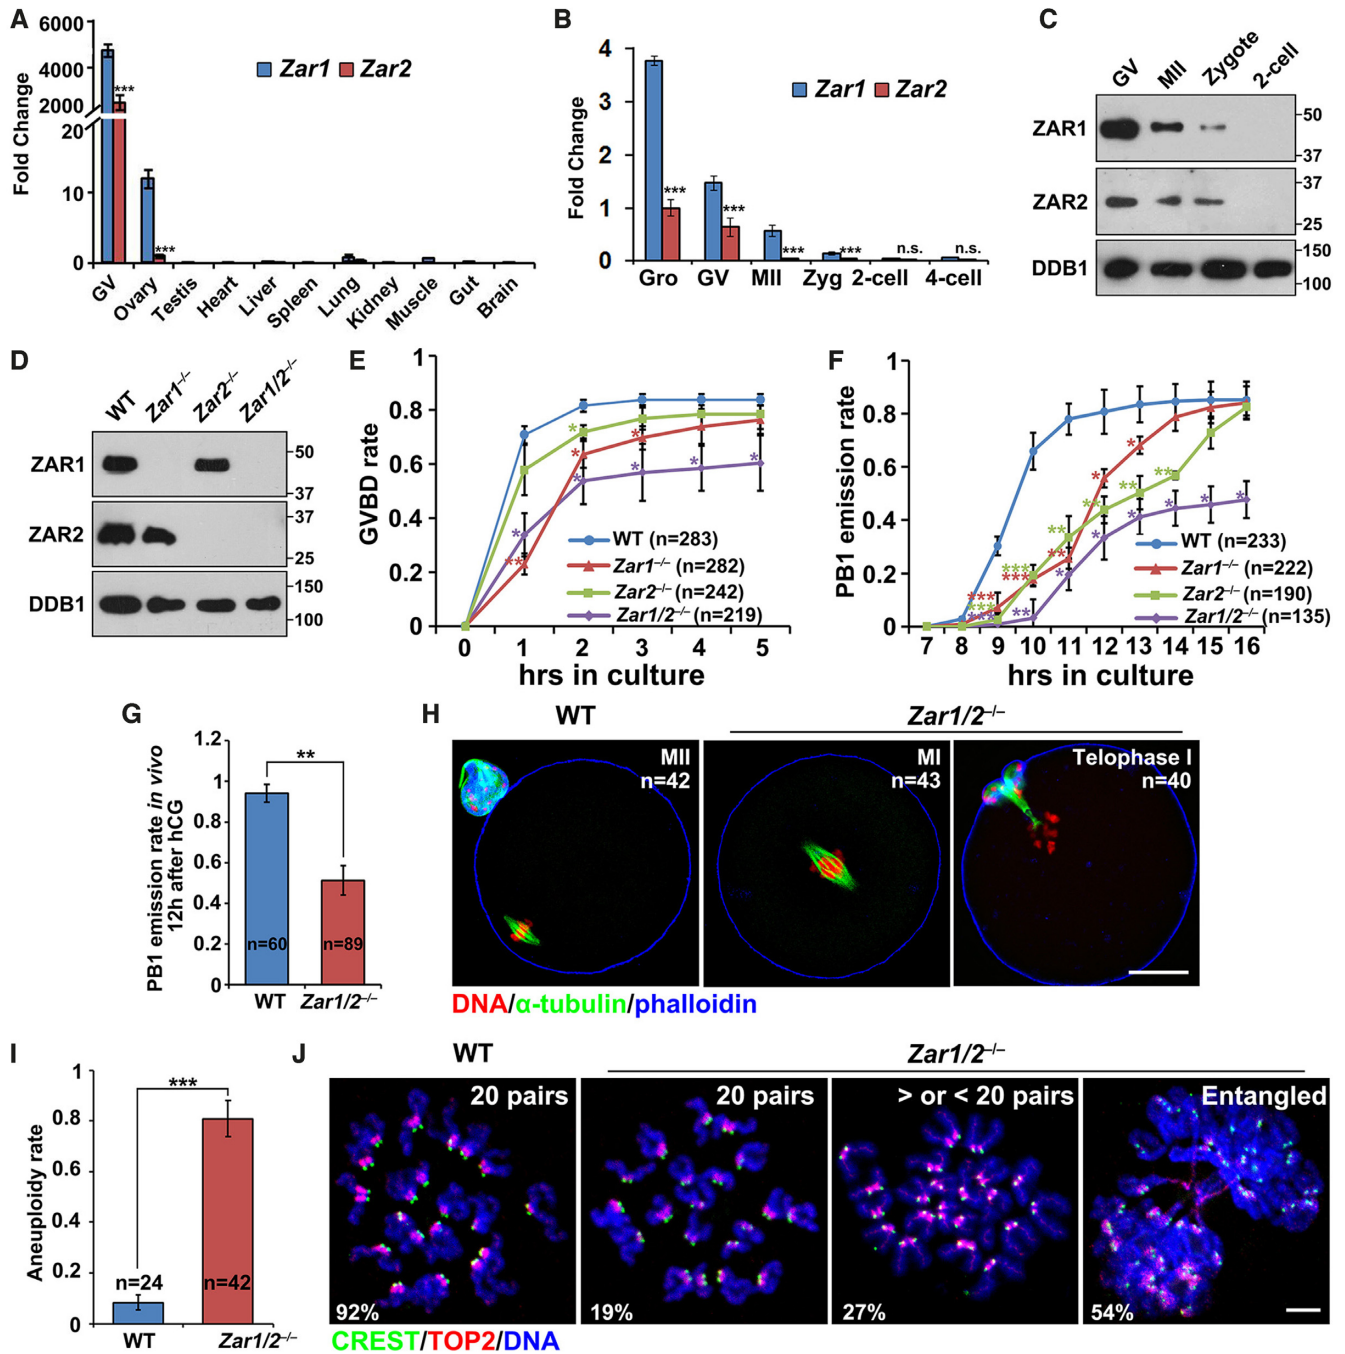 A
6000
4000
2000
20
10
0
Fold Change
Zar1 Zar2
***
***
GV Ovary Testis Heart Liver Spleen Lung Kidney Muscle Gut Brain
B
4
3
2
1
0
Fold Change
Zar1 Zar2
*** *** *** *** n.s. n.s.
Gro GV MII Zyg 2-cell 4-cell
C
GV MII Zygote 2-cell
ZAR1
50
37
ZAR2
37
25
DDB1
150
100
D
WT Zar1–/– Zar2–/– Zar1/2–/–
ZAR1
50
37
ZAR2
37
25
DDB1
150
100
E
1
0.8
0.6
0.4
0.2
0
GVBD rate
** * * * * * * * * *
WT (n=283)
Zar1–/– (n=282)
Zar2–/– (n=242)
Zar1/2–/– (n=219)
0 1 2 3 4 5
hrs in culture
F
1
0.8
0.6
0.4
0.2
0
PB1 emission rate
WT (n=233)
Zar1–/– (n=222)
Zar2–/– (n=190)
Zar1/2–/– (n=135)
7 8 9 10 11 12 13 14 15 16
hrs in culture
G
1.2
1
0.8
0.6
0.4
0.2
0
PB1 emission rate in vivo
12h after hCG
**
n=60 n=89
WT Zar1/2–/–
H
WT Zar1/2–/–
MII
n=42
MI
n=43
Telophase I
n=40
DNA/α-tubulin/phalloidin
I
1
0.8
0.6
0.4
0.2
0
Aneuploidy rate
***
n=24 n=42
WT Zar1/2–/–
J
WT Zar1/2–/–
20 pairs
92%
20 pairs
19%
> or < 20 pairs
27%
Entangled
54%
CREST/TOP2/DNA